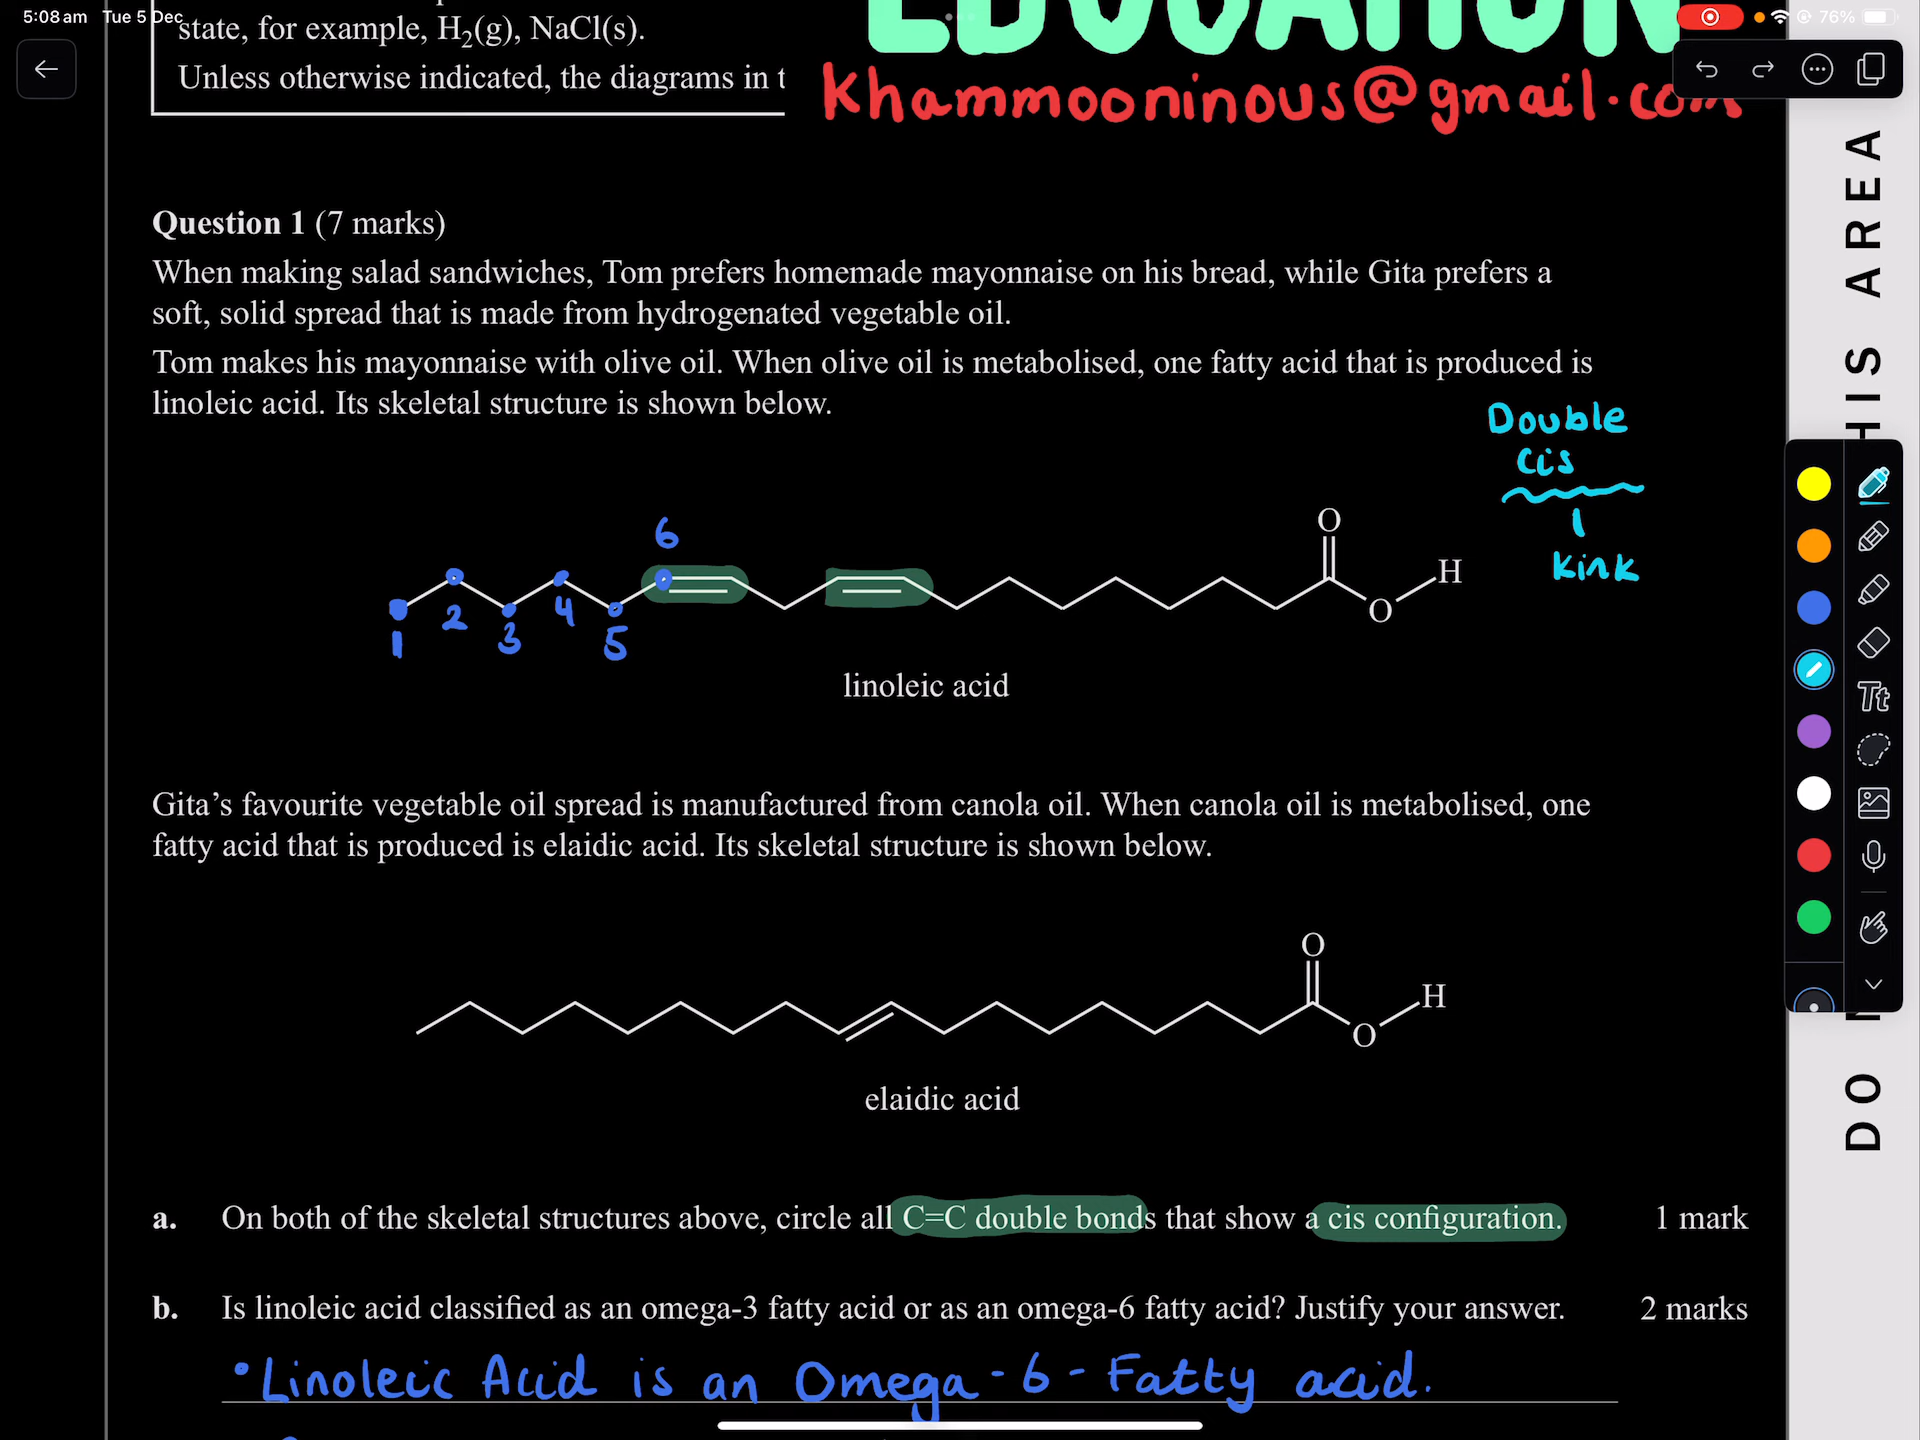 5:08 am Tue 5 Dec
76%
state, for example, H₂(g), NaCl(s).
EDUCATION
Unless otherwise indicated, the diagrams in t
khammooninous@gmail.com
Question 1 (7 marks)
When making salad sandwiches, Tom prefers homemade mayonnaise on his bread, while Gita prefers a
soft, solid spread that is made from hydrogenated vegetable oil.
Tom makes his mayonnaise with olive oil. When olive oil is metabolised, one fatty acid that is produced is
linoleic acid. Its skeletal structure is shown below.
Double
cis
kink
6
O
H
O
1
2
3
4
5
linoleic acid
Gita’s favourite vegetable oil spread is manufactured from canola oil. When canola oil is metabolised, one
fatty acid that is produced is elaidic acid. Its skeletal structure is shown below.
O
H
O
elaidic acid
a. On both of the skeletal structures above, circle all C=C double bonds that show a cis configuration. 1 mark
b. Is linoleic acid classified as an omega-3 fatty acid or as an omega-6 fatty acid? Justify your answer. 2 marks
• Linoleic Acid is an Omega-6-Fatty acid.
Tt
DO
HIS AREA